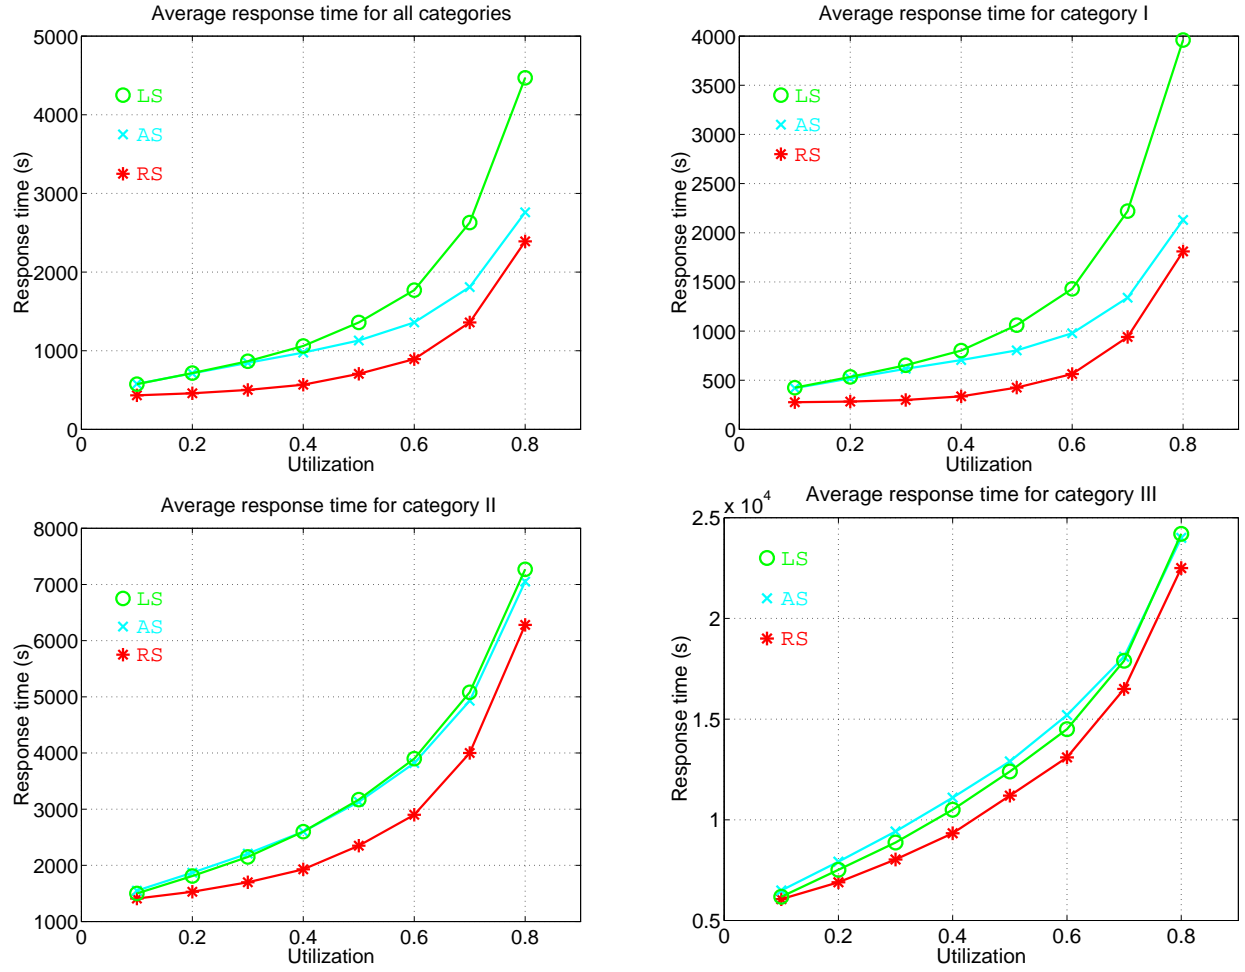 Average response time for all categories
5000
4000
3000
2000
1000
0
0
0.2
0.4
0.6
0.8
Response time (s)
Utilization
LS
AS
RS
Average response time for category I
4000
3500
3000
2500
2000
1500
1000
500
0
0
0.2
0.4
0.6
0.8
Response time (s)
Utilization
LS
AS
RS
Average response time for category II
8000
7000
6000
5000
4000
3000
2000
1000
0
0.2
0.4
0.6
0.8
Response time (s)
Utilization
LS
AS
RS
Average response time for category III
x 10^4
2.5
2
1.5
1
0.5
0
0.2
0.4
0.6
0.8
Response time (s)
Utilization
LS
AS
RS